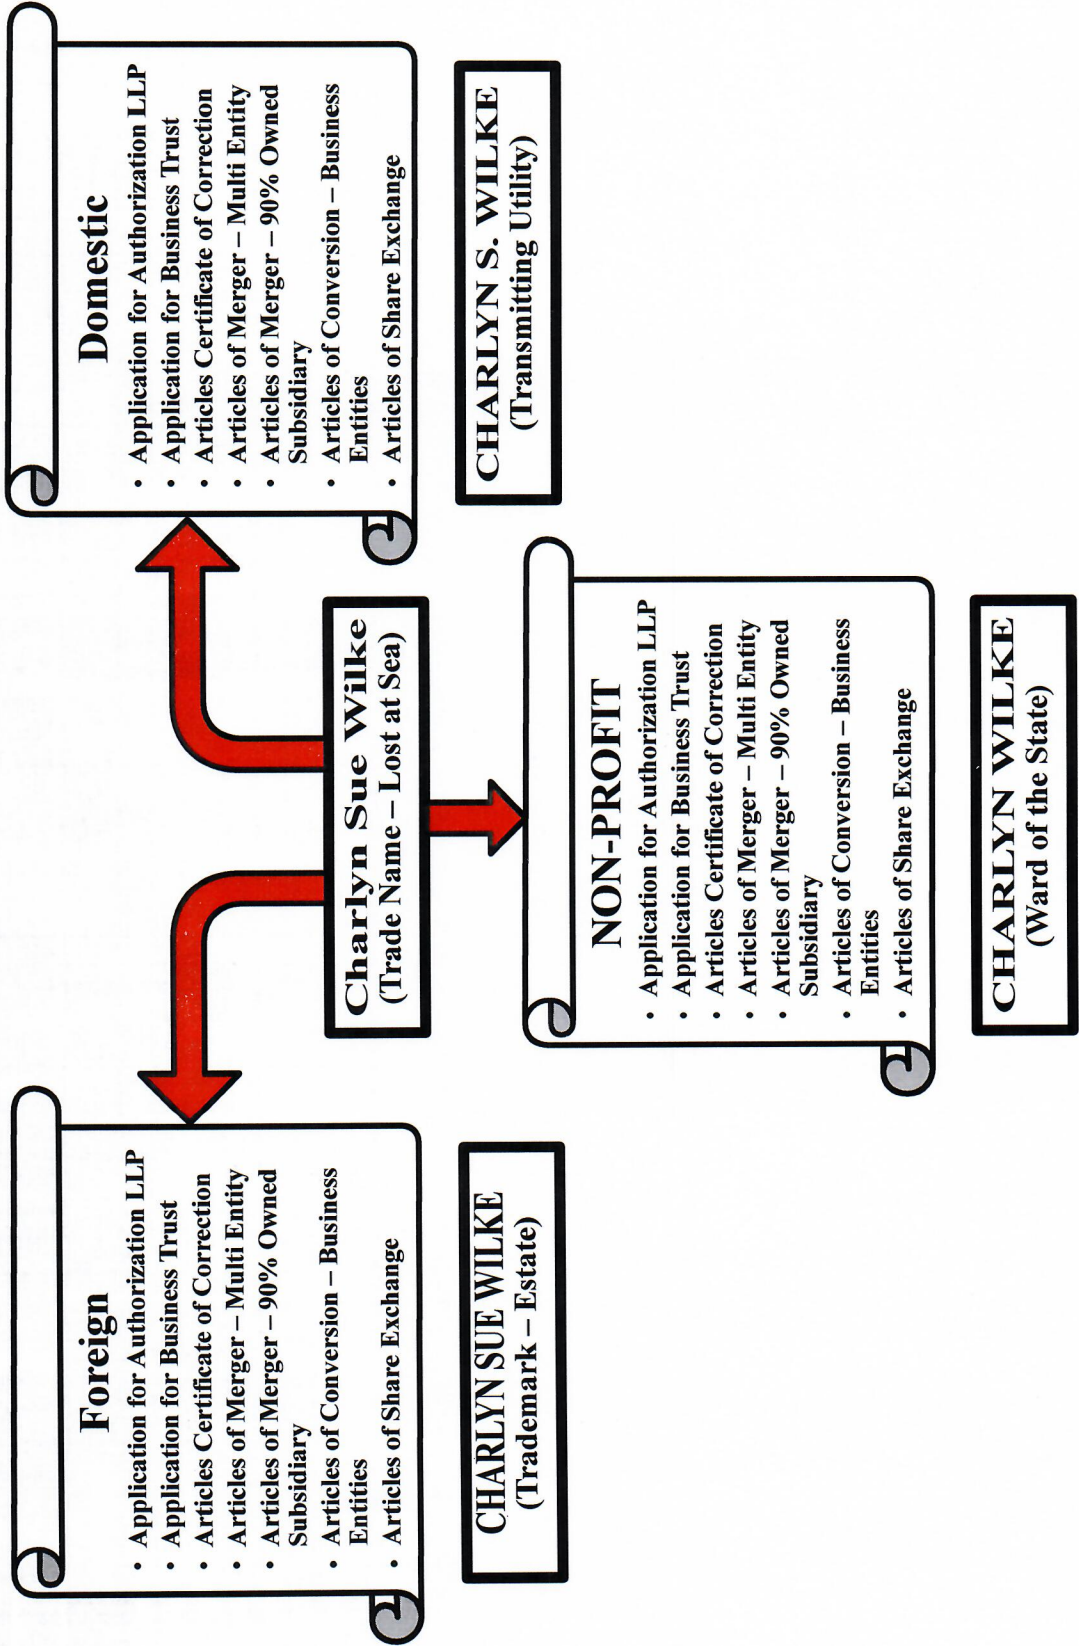 Foreign
• Application for Authorization LLP
• Application for Business Trust
• Articles Certificate of Correction
• Articles of Merger – Multi Entity
• Articles of Merger – 90% Owned
Subsidiary
• Articles of Conversion – Business
Entities
• Articles of Share Exchange
CHARLYN SUE WILKE
(Trademark – Estate)
Charlyn Sue Wilke
(Trade Name – Lost at Sea)
NON-PROFIT
• Application for Authorization LLP
• Application for Business Trust
• Articles Certificate of Correction
• Articles of Merger – Multi Entity
• Articles of Merger – 90% Owned
Subsidiary
• Articles of Conversion – Business
Entities
• Articles of Share Exchange
CHARLYN WILKE
(Ward of the State)
Domestic
• Application for Authorization LLP
• Application for Business Trust
• Articles Certificate of Correction
• Articles of Merger – Multi Entity
• Articles of Merger – 90% Owned
Subsidiary
• Articles of Conversion – Business
Entities
• Articles of Share Exchange
CHARLYN S. WILKE
(Transmitting Utility)